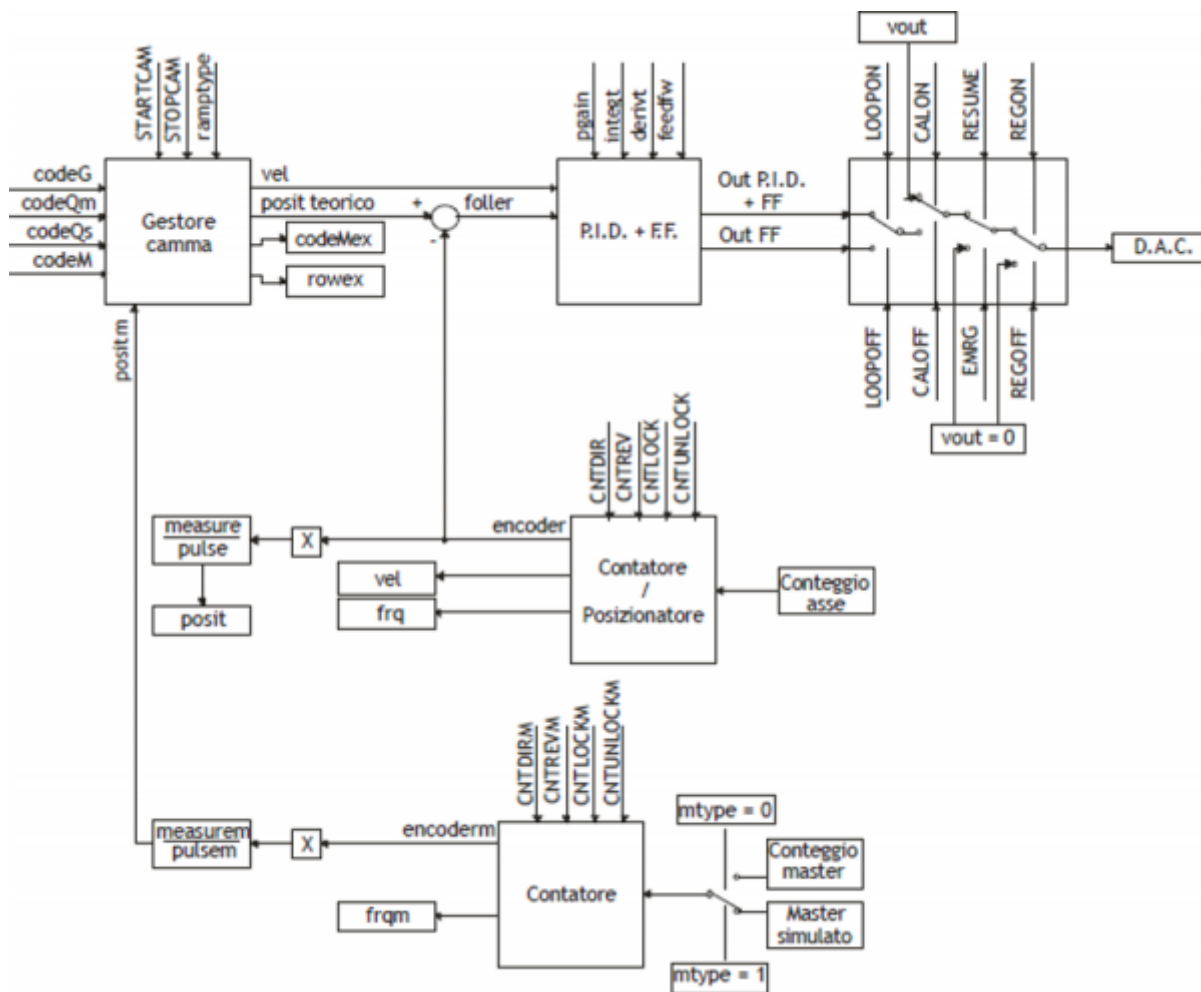 vout
STARTCAM
STOPCAM
ramptype
pgain
integt
derivt
feedfw
LOOPON
CALON
RESUME
REGON
codeG
codeQm
codeQs
codeM
Gestore
camma
vel
posit teorico
+
-
foller
codeMex
rowex
P.I.D. + F.F.
Out P.I.D.
+ FF
Out FF
D.A.C.
positm
LOOPOFF
CALOFF
EMRG
REGOFF
vout = 0
CNTDIR
CNTREV
CNTLOCK
CNTUNLOCK
measure
pulse
X
encoder
vel
frq
posit
Contatore
/
Posizionatore
Conteggio
asse
CNTDIRM
CNTREVM
CNTLOCKM
CNTUNLOCKM
measurem
pulsem
X
encoderm
frqm
Contatore
mtype = 0
Conteggio
master
Master
simulato
mtype = 1